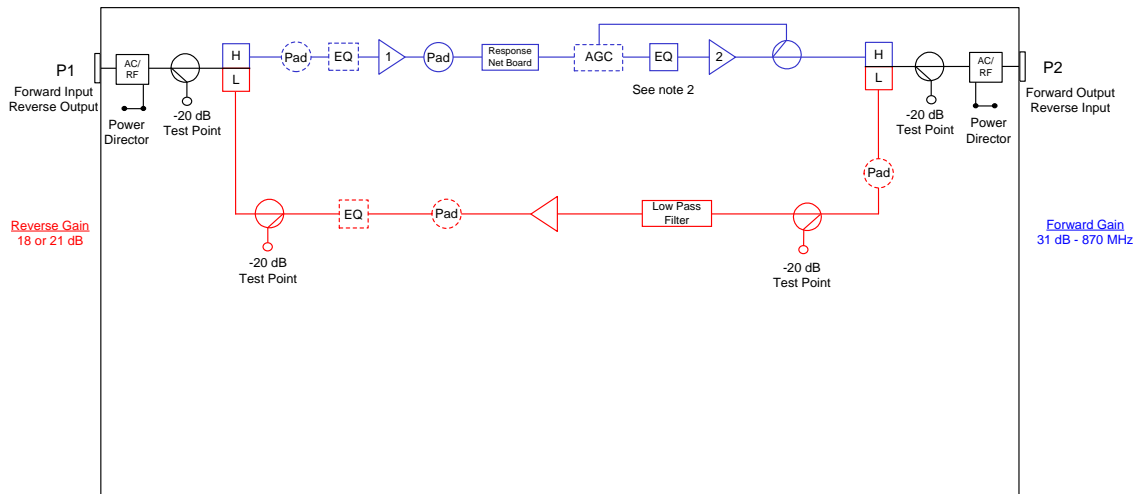 P1
Forward Input
Reverse Output
AC/
RF
Power
Director
-20 dB
Test Point
H
L
Pad
EQ
1
Pad
Response
Net Board
AGC
EQ
See note 2
2
H
L
-20 dB
Test Point
AC/
RF
Power
Director
P2
Forward Output
Reverse Input
Pad
Reverse Gain
18 or 21 dB
-20 dB
Test Point
EQ
Pad
Low Pass
Filter
-20 dB
Test Point
Forward Gain
31 dB - 870 MHz